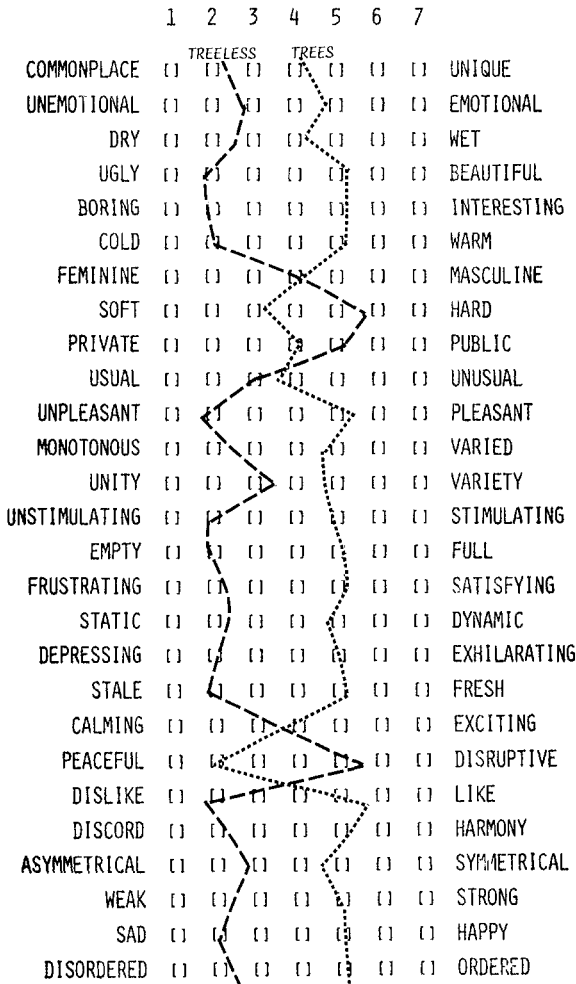 1 2 3 4 5 6 7
TREELESS TREES
COMMONPLACE [] [] [] [] [] [] [] UNIQUE
UNEMOTIONAL [] [] [] [] [] [] [] EMOTIONAL
DRY [] [] [] [] [] [] [] WET
UGLY [] [] [] [] [] [] [] BEAUTIFUL
BORING [] [] [] [] [] [] [] INTERESTING
COLD [] [] [] [] [] [] [] WARM
FEMININE [] [] [] [] [] [] [] MASCULINE
SOFT [] [] [] [] [] [] [] HARD
PRIVATE [] [] [] [] [] [] [] PUBLIC
USUAL [] [] [] [] [] [] [] UNUSUAL
UNPLEASANT [] [] [] [] [] [] [] PLEASANT
MONOTONOUS [] [] [] [] [] [] [] VARIED
UNITY [] [] [] [] [] [] [] VARIETY
UNSTIMULATING [] [] [] [] [] [] [] STIMULATING
EMPTY [] [] [] [] [] [] [] FULL
FRUSTRATING [] [] [] [] [] [] [] SATISFYING
STATIC [] [] [] [] [] [] [] DYNAMIC
DEPRESSING [] [] [] [] [] [] [] EXHILARATING
STALE [] [] [] [] [] [] [] FRESH
CALMING [] [] [] [] [] [] [] EXCITING
PEACEFUL [] [] [] [] [] [] [] DISRUPTIVE
DISLIKE [] [] [] [] [] [] [] LIKE
DISCORD [] [] [] [] [] [] [] HARMONY
ASYMMETRICAL [] [] [] [] [] [] [] SYMMETRICAL
WEAK [] [] [] [] [] [] [] STRONG
SAD [] [] [] [] [] [] [] HAPPY
DISORDERED [] [] [] [] [] [] [] ORDERED